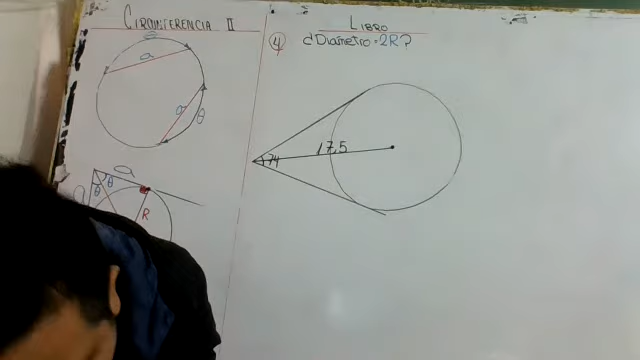 CIRCUNFERENCIA II
LIBRO
4
¿Diámetro=2R?
θ
a
a
θ
74
17,5
a
θ
θ
R